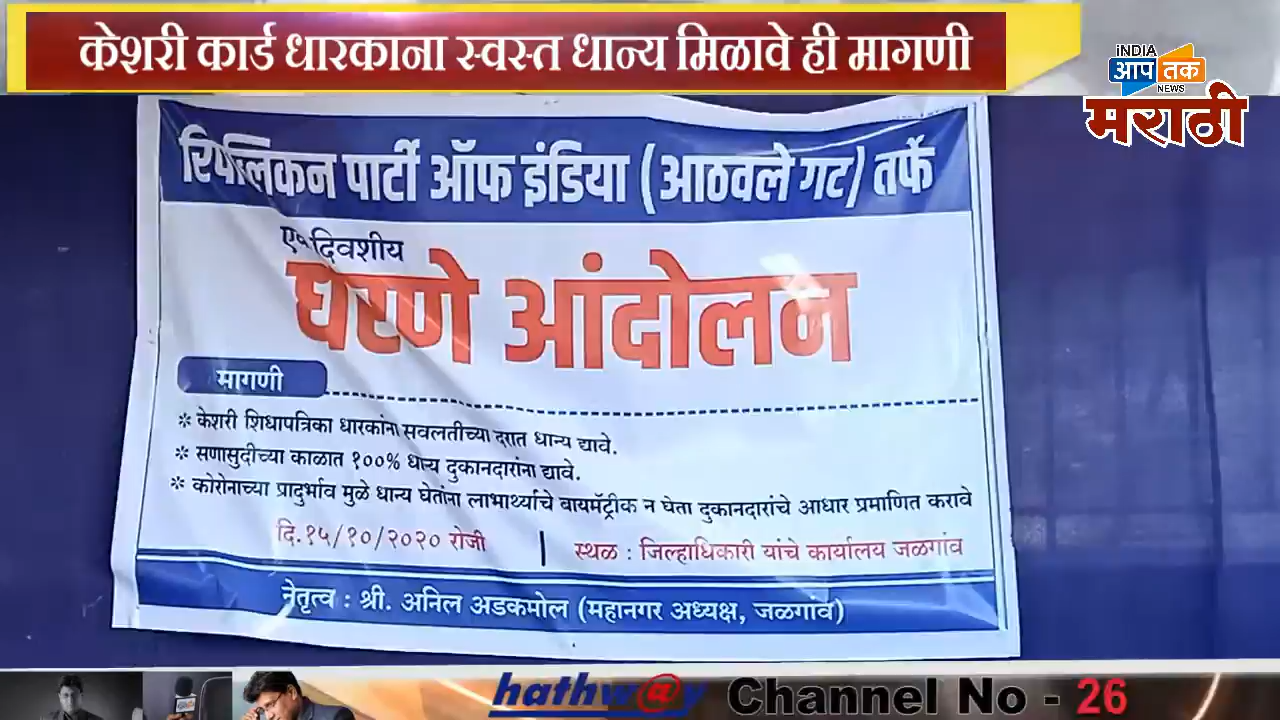 केशरी कार्ड धारकाना स्वस्त धान्य मिळावे ही मागणी
INDIA
आप तक
NEWS
मराठी
रिपब्लिकन पार्टी ऑफ इंडिया (आठवले गट) तर्फे
एकदिवशीय
धरणे आंदोलन
मागणी
* केशरी शिधापत्रिका धारकांना सवलतीच्या दरात धान्य द्यावे.
* सणासुदीच्या काळात १००% धान्य दुकानदारांना द्यावे.
* कोरोनाच्या प्रादुर्भाव मुळे धान्य घेतांना लाभार्थ्याचे बायमॅट्रीक न घेता दुकानदारांचे आधार प्रमाणित करावे
दि.१५/१०/२०२० रोजी | स्थळ : जिल्हाधिकारी यांचे कार्यालय जळगांव
नेतृत्व : श्री. अनिल अडकमोल (महानगर अध्यक्ष, जळगांव)
hathw@y Channel No - 26